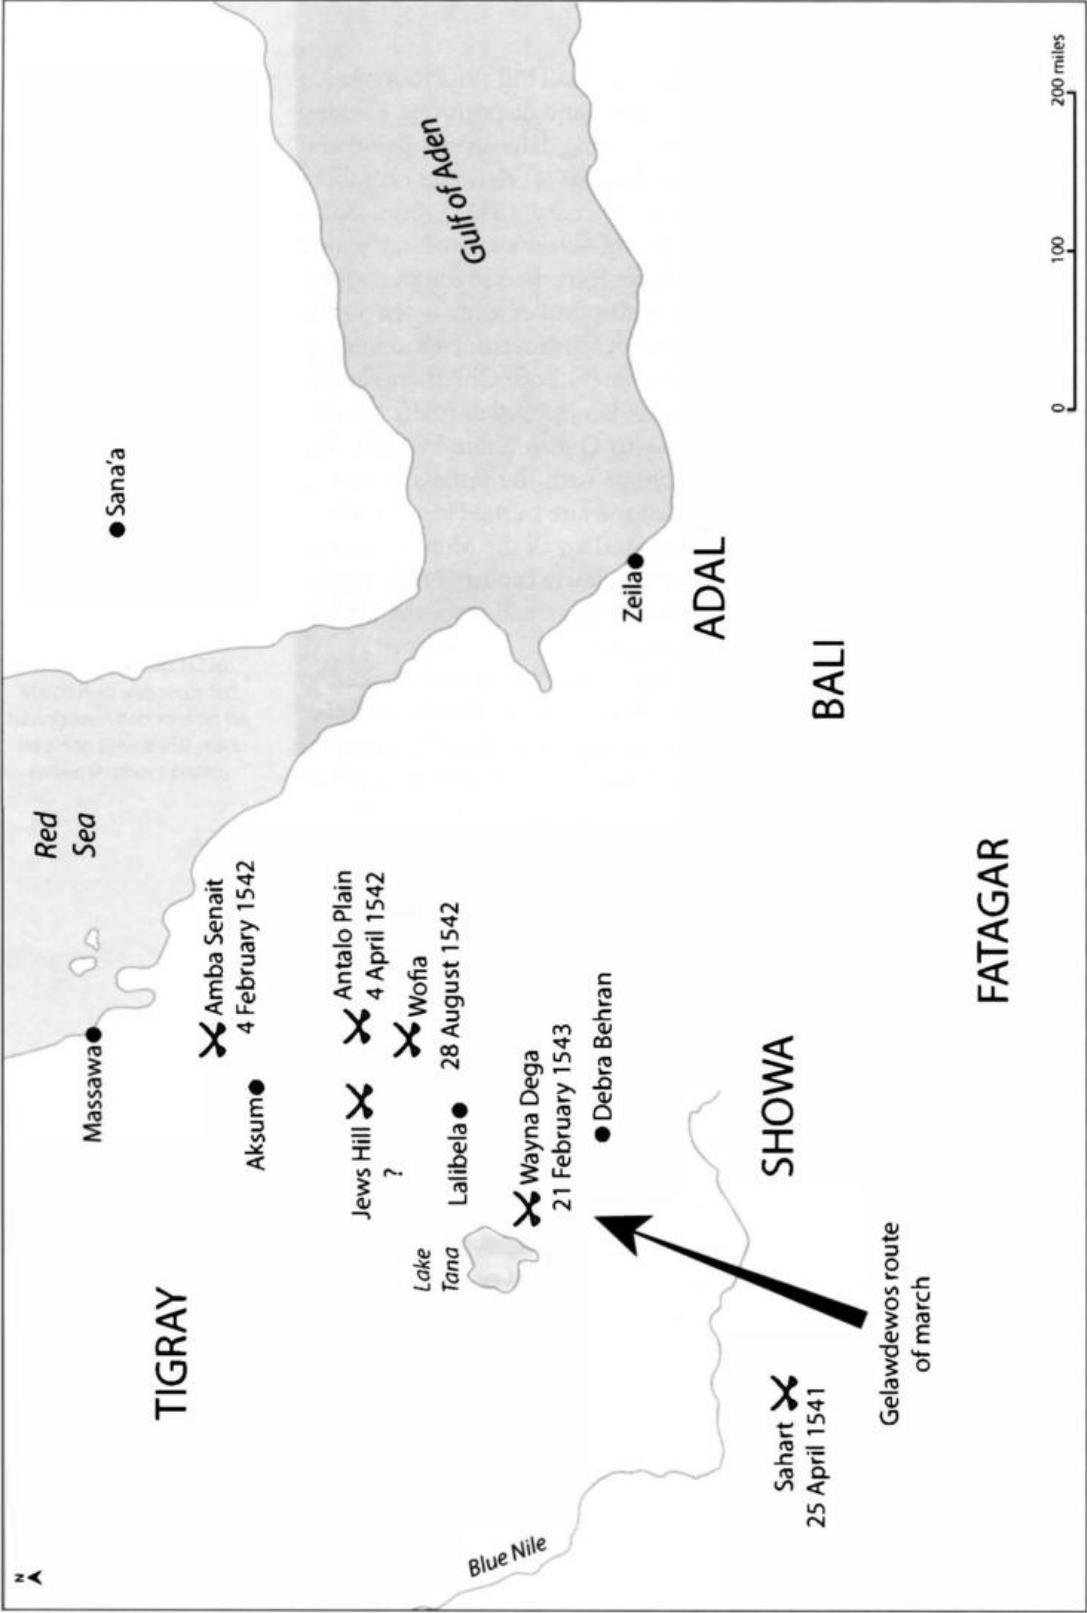 N
Red
Sea
Massawa
Sana'a
TIGRAY
Amba Senait
4 February 1542
Aksum
Antalo Plain
4 April 1542
Jews Hill
?
Wofia
28 August 1542
Gulf of Aden
Lake
Tana
Lalibela
Blue Nile
Wayna Dega
21 February 1543
Debra Behran
Zeila
ADAL
SHOWA
Sahart
25 April 1541
BALI
Gelawdewos route
of march
FATAGAR
0 100 200 miles